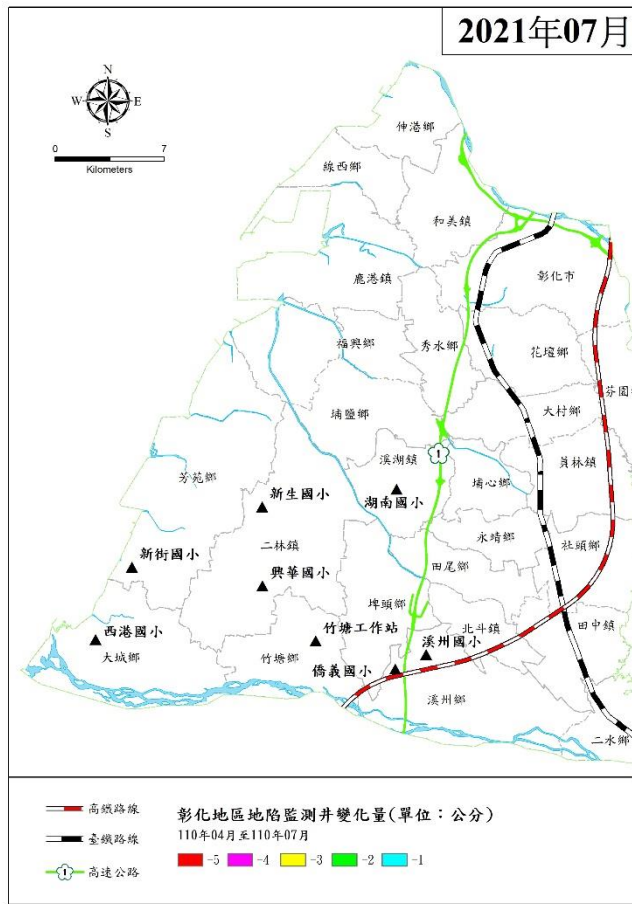 2021年07月
N
W E
S
0 7
Kilometers
伸港鄉
線西鄉
和美鎮
鹿港鎮
彰化市
福興鄉
秀水鄉
花壇鄉
芬園
大村鄉
埔鹽鄉
溪湖鎮
員林鎮
1
芳苑鄉
新生國小
湖南國小
埔心鄉
永靖鄉
二林鎮
社頭鄉
新街國小
興華國小
田尾鄉
埤頭鄉
北斗鎮
田中鎮
西港國小
竹塘工作站
溪州國小
大城鄉
竹塘鄉
僑義國小
溪州鄉
二水鄉
高鐵路線
臺鐵路線
1 高速公路
彰化地區地陷監測井變化量(單位：公分)
110年04月至110年07月
-5 -4 -3 -2 -1